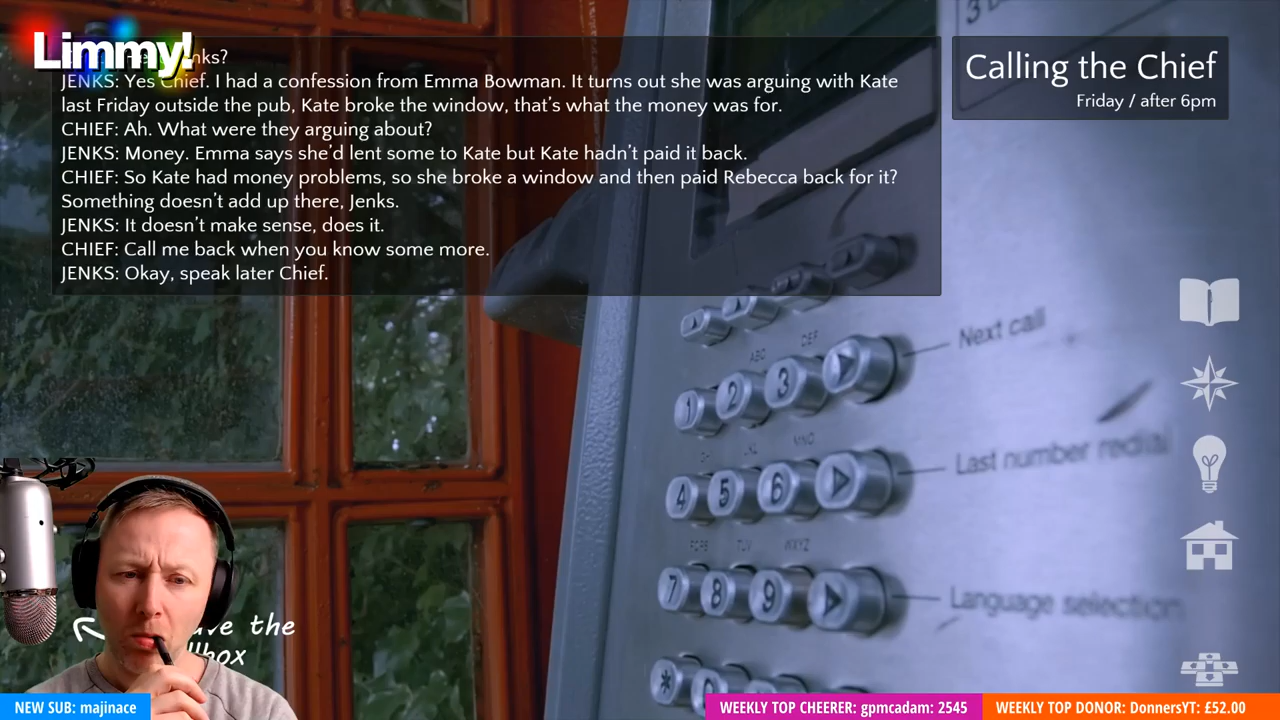 Limmy!
nks?
JENKS: Yes Chief. I had a confession from Emma Bowman. It turns out she was arguing with Kate
last Friday outside the pub, Kate broke the window, that's what the money was for.
CHIEF: Ah. What were they arguing about?
JENKS: Money. Emma says she'd lent some to Kate but Kate hadn't paid it back.
CHIEF: So Kate had money problems, so she broke a window and then paid Rebecca back for it?
Something doesn't add up there, Jenks.
JENKS: It doesn't make sense, does it.
CHIEF: Call me back when you know some more.
JENKS: Okay, speak later Chief.
Calling the Chief
Friday / after 6pm
3
ABC DEF
1 2 3 Next call
MNO
4 5 6 Last number redial
TUV WXYZ
7 8 9 Language selection
*
the
box
NEW SUB: majinace
WEEKLY TOP CHEERER: gpmcadam: 2545
WEEKLY TOP DONOR: DonnersYT: £52.00